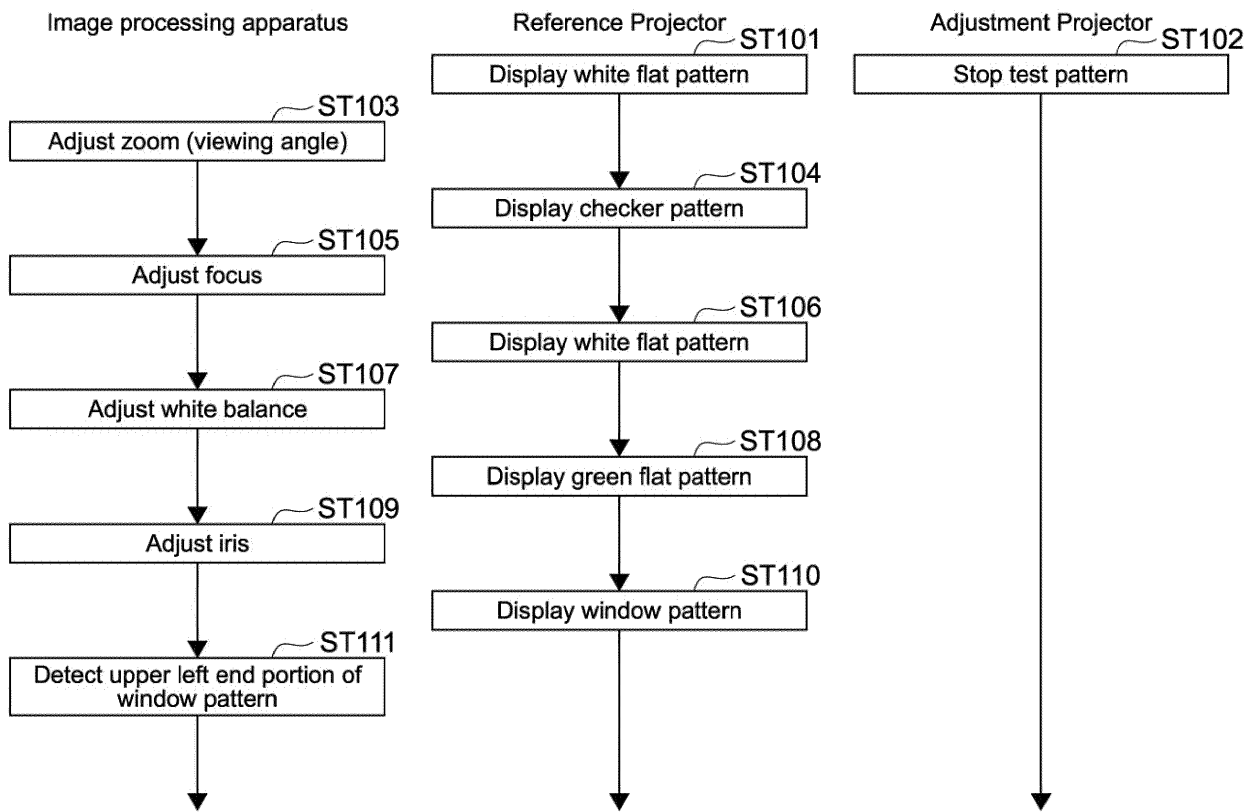 Image processing apparatus
Reference Projector
Adjustment Projector
ST101
Display white flat pattern
ST102
Stop test pattern
ST103
Adjust zoom (viewing angle)
ST104
Display checker pattern
ST105
Adjust focus
ST106
Display white flat pattern
ST107
Adjust white balance
ST108
Display green flat pattern
ST109
Adjust iris
ST110
Display window pattern
ST111
Detect upper left end portion of
window pattern